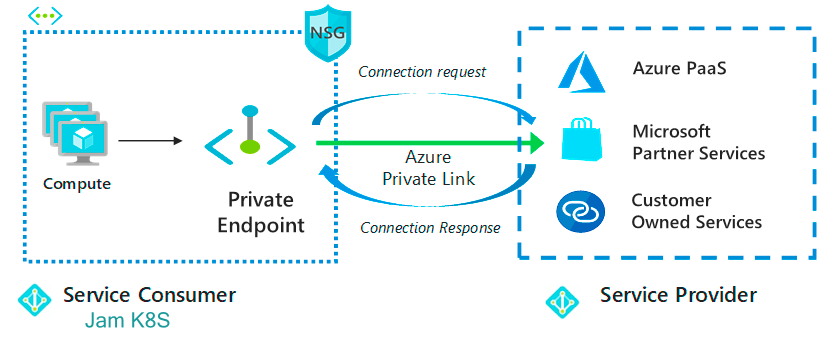 NSG
Connection request
Azure PaaS
Microsoft
Partner Services
Azure
Private Link
Compute
Private
Endpoint
Customer
Owned Services
Connection Response
Service Consumer
Jam K8S
Service Provider